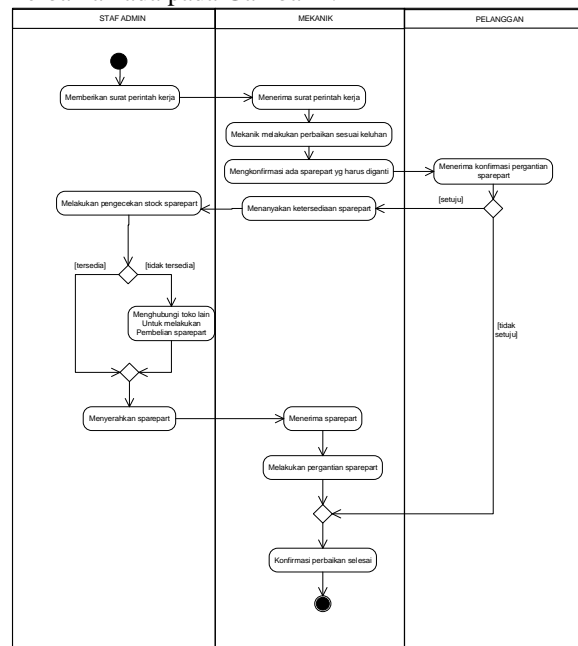 STAF ADMIN
MEKANIK
PELANGGAN
Memberikan surat perintah kerja
Menerima surat perintah kerja
Mekanik melakukan perbaikan sesuai keluhan
Mengkonfirmasi ada sparepart yg harus diganti
Menerima konfirmasi pergantian
sparepart
[setuju]
Menanyakan ketersediaan sparepart
Melakukan pengecekan stock sparepart
[tersedia]
[tidak tersedia]
Menghubungi toko lain
Untuk melakukan
Pembelian sparepart
[tidak
setuju]
Menyerahkan sparepart
Menerima sparepart
Melakukan pergantian sparepart
Konfirmasi perbaikan selesai